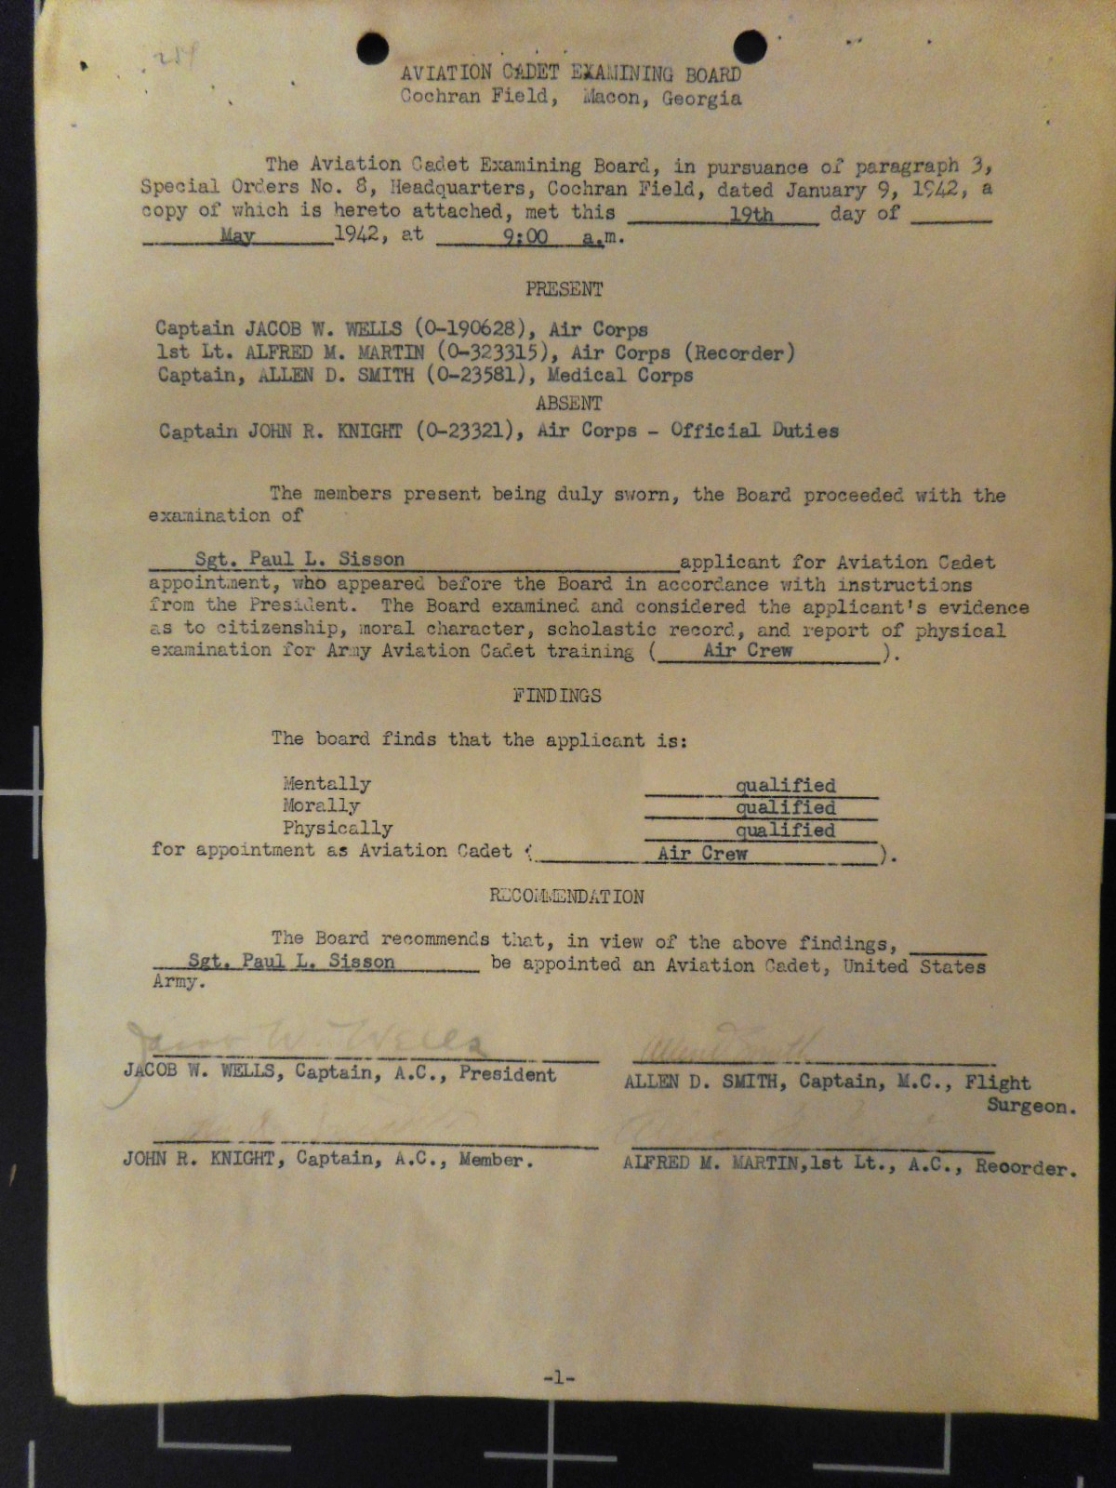 AVIATION CADET EXAMINING BOARD
Cochran Field, Macon, Georgia
The Aviation Cadet Examining Board, in pursuance of paragraph 3,
Special Orders No. 8, Headquarters, Cochran Field, dated January 9, 1942, a
copy of which is hereto attached, met this 19th day of
May 1942, at 9:00 a.m.
PRESENT
Captain JACOB W. WELLS (O-190628), Air Corps
1st Lt. ALFRED M. MARTIN (O-323315), Air Corps (Recorder)
Captain, ALLEN D. SMITH (O-23581), Medical Corps
ABSENT
Captain JOHN R. KNIGHT (O-23321), Air Corps - Official Duties
The members present being duly sworn, the Board proceeded with the
examination of
Sgt. Paul L. Sisson applicant for Aviation Cadet
appointment, who appeared before the Board in accordance with instructions
from the President. The Board examined and considered the applicant's evidence
as to citizenship, moral character, scholastic record, and report of physical
examination for Army Aviation Cadet training ( Air Crew ).
FINDINGS
The board finds that the applicant is:
Mentally qualified
Morally qualified
Physically qualified
for appointment as Aviation Cadet ( Air Crew ).
RECOMMENDATION
The Board recommends that, in view of the above findings,
Sgt. Paul L. Sisson be appointed an Aviation Cadet, United States
Army.
Jacob W. Wells Allen D Smith
JACOB W. WELLS, Captain, A.C., President
ALLEN D. SMITH, Captain, M.C., Flight
Surgeon.
JOHN R. KNIGHT, Captain, A.C., Member.
ALFRED M. MARTIN,1st Lt., A.C., Recorder.
-1-